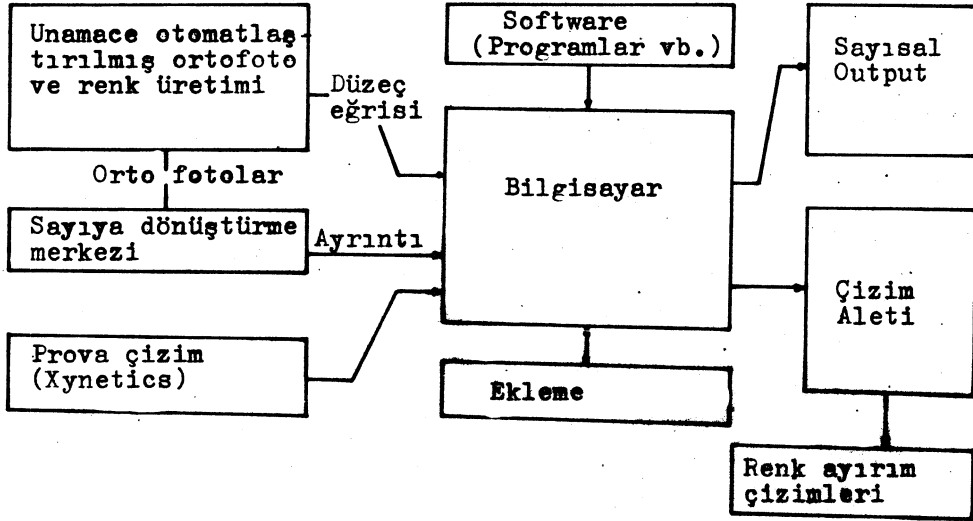 Unamace otomatlaş-
tırılmış ortofoto
ve renk üretimi
Düzeç
eğrisi
Orto fotolar
Sayıya dönüştürme
merkezi
Ayrıntı
Prova çizim
(Xynetics)
Software
(Programlar vb.)
Bilgisayar
Ekleme
Sayısal
Output
Çizim
Aleti
Renk ayırım
çizimleri